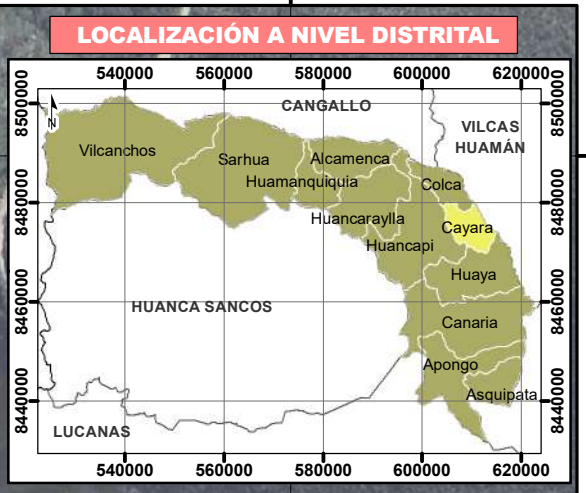 LOCALIZACIÓN A NIVEL DISTRITAL
540000 560000 580000 600000 620000
8500000 8500000
N
CANGALLO
VILCAS
HUAMÁN
Vilcanchos
Sarhua
Alcamenca
Huamanquiquia
Colca
8480000 8480000
Huancaraylla
Cayara
Huancapi
Huaya
8460000 8460000
HUANCA SANCOS
Canaria
Apongo
Asquipata
8440000 8440000
LUCANAS
540000 560000 580000 600000 620000